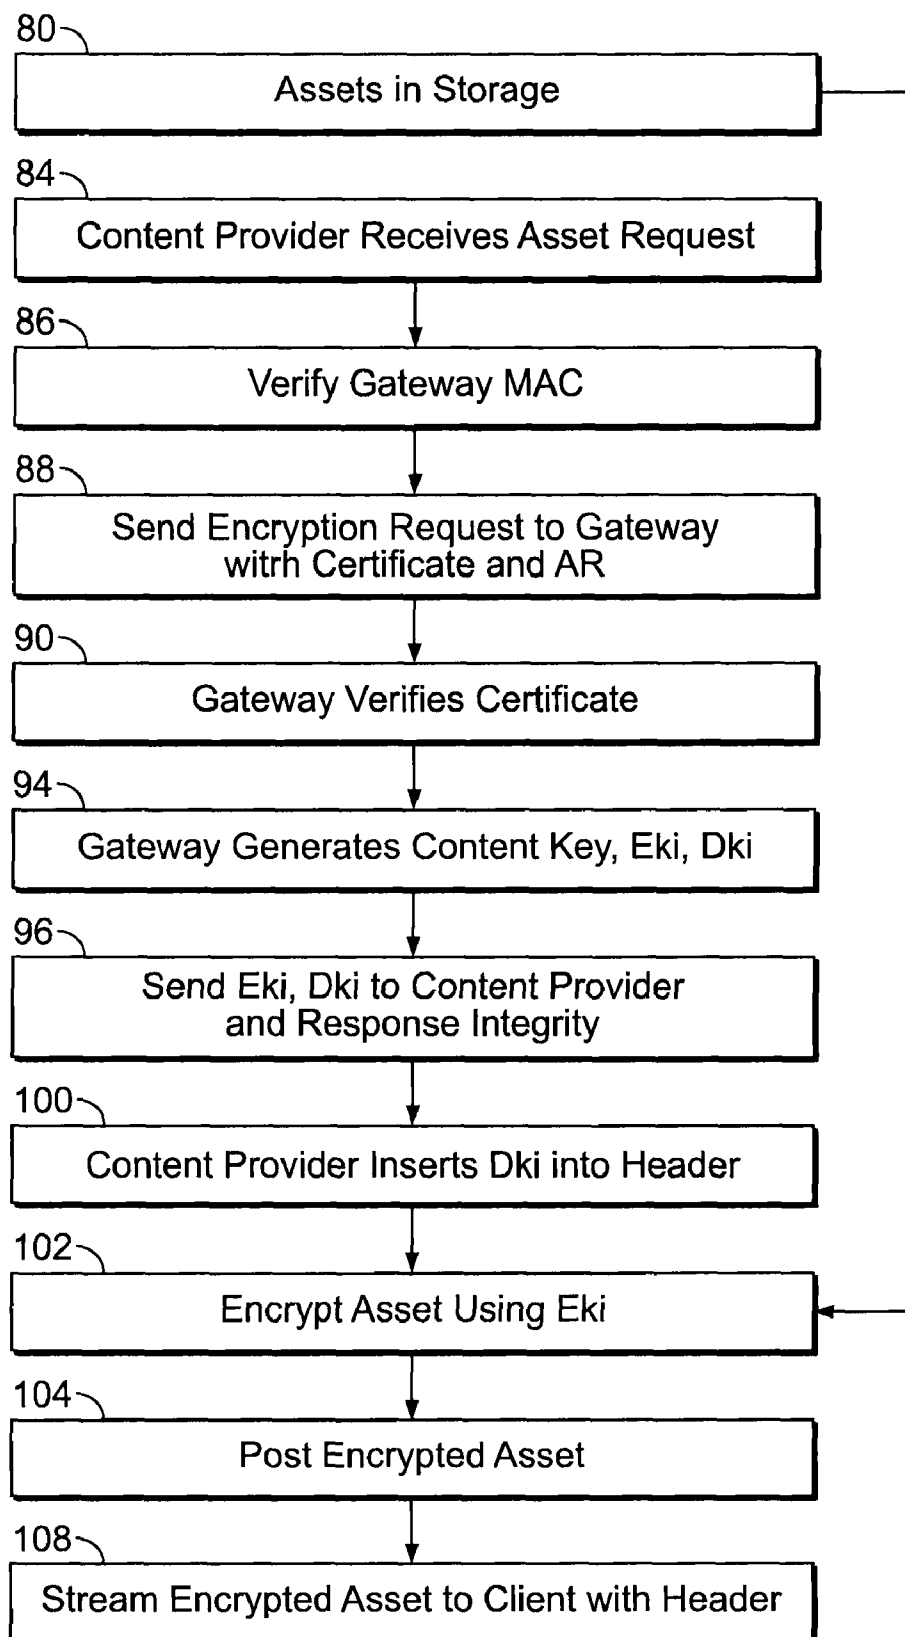 80
Assets in Storage
84
Content Provider Receives Asset Request
86
Verify Gateway MAC
88
Send Encryption Request to Gateway
witrh Certificate and AR
90
Gateway Verifies Certificate
94
Gateway Generates Content Key, Eki, Dki
96
Send Eki, Dki to Content Provider
and Response Integrity
100
Content Provider Inserts Dki into Header
102
Encrypt Asset Using Eki
104
Post Encrypted Asset
108
Stream Encrypted Asset to Client with Header